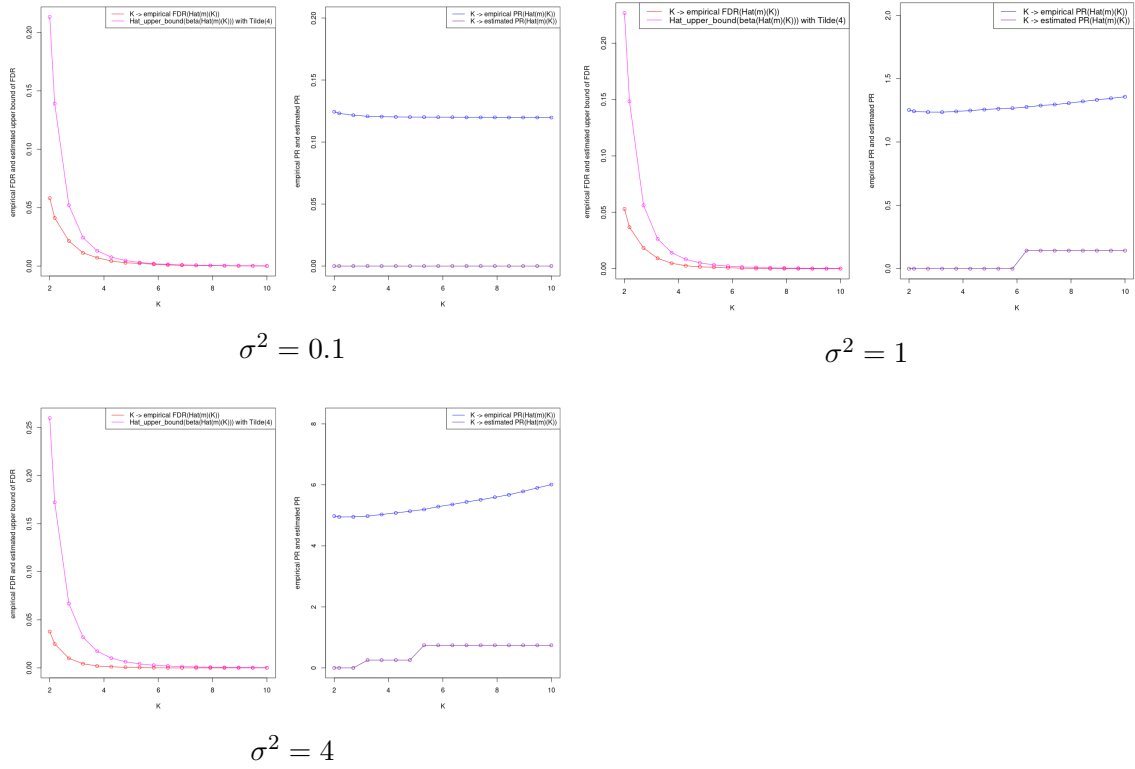 K -> empirical FDR(Hat(m)(K))
Hat_upper_bound(beta(Hat(m)(K))) with Tilde(4)
empirical FDR and estimated upper bound of FDR
0.00 0.05 0.10 0.15 0.20
2 4 6 8 10
K
K -> empirical PR(Hat(m)(K))
K -> estimated PR(Hat(m)(K))
empirical PR and estimated PR
0.00 0.05 0.10 0.15 0.20
2 4 6 8 10
K
σ² = 0.1
K -> empirical FDR(Hat(m)(K))
Hat_upper_bound(beta(Hat(m)(K))) with Tilde(4)
empirical FDR and estimated upper bound of FDR
0.00 0.05 0.10 0.15 0.20
2 4 6 8 10
K
K -> empirical PR(Hat(m)(K))
K -> estimated PR(Hat(m)(K))
empirical PR and estimated PR
0.0 0.5 1.0 1.5 2.0
2 4 6 8 10
K
σ² = 1
K -> empirical FDR(Hat(m)(K))
Hat_upper_bound(beta(Hat(m)(K))) with Tilde(4)
empirical FDR and estimated upper bound of FDR
0.00 0.05 0.10 0.15 0.20 0.25
2 4 6 8 10
K
K -> empirical PR(Hat(m)(K))
K -> estimated PR(Hat(m)(K))
empirical PR and estimated PR
0 2 4 6 8
2 4 6 8 10
K
σ² = 4